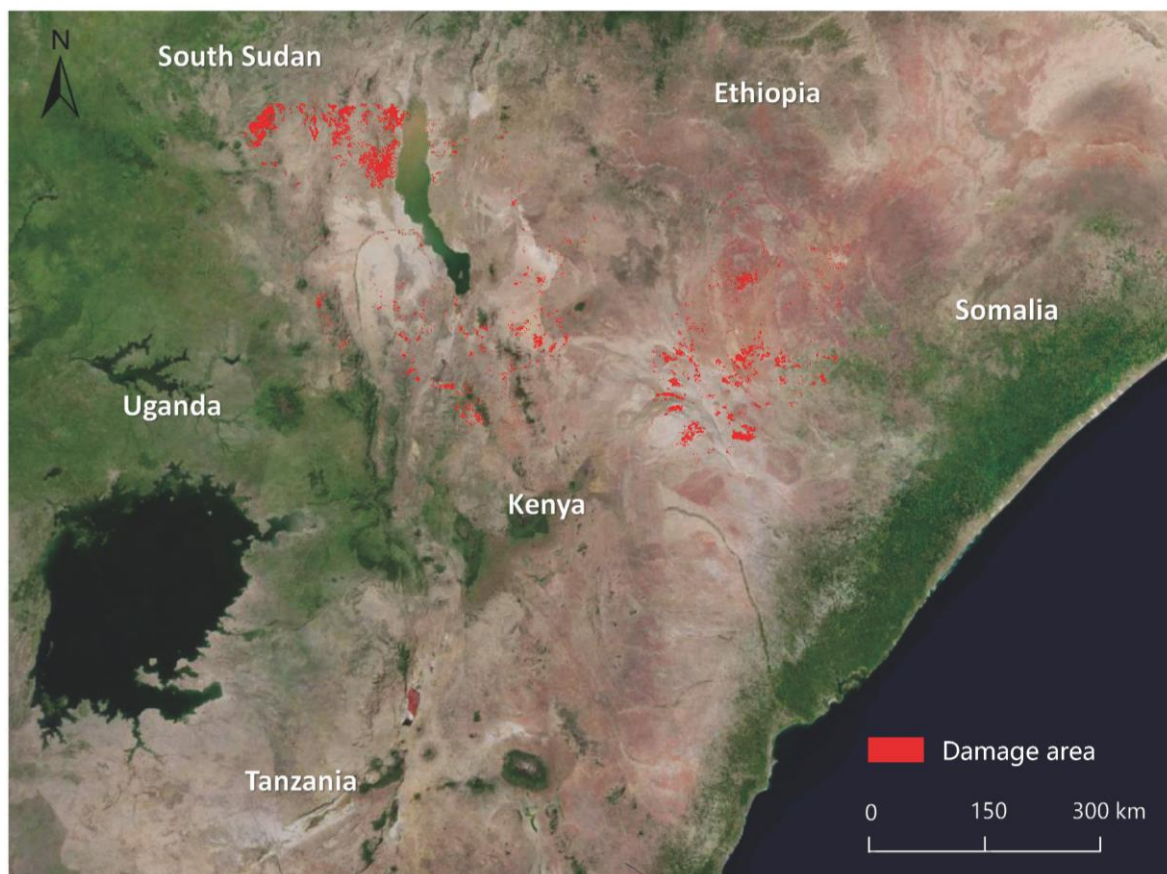 N
South Sudan
Ethiopia
Somalia
Uganda
Kenya
Tanzania
Damage area
0 150 300 km